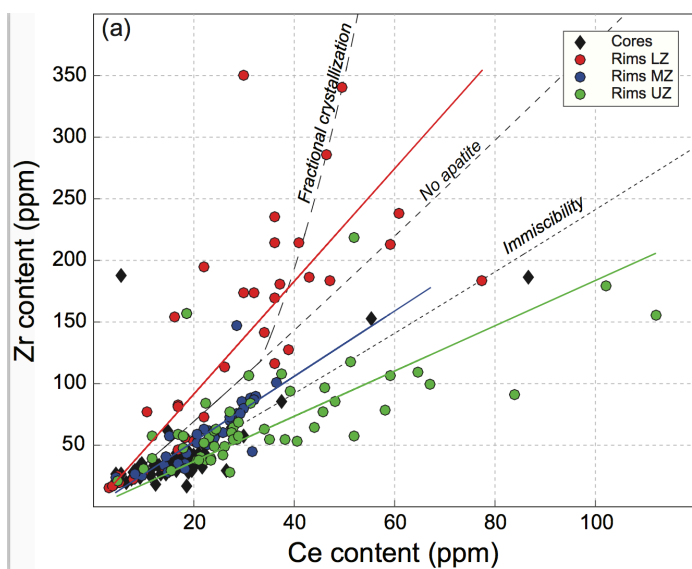 (a)
Cores
Rims LZ
Rims MZ
Rims UZ
Fractional crystallization
No apatite
Immiscibility
Zr content (ppm)
350
300
250
200
150
100
50
20
40
60
80
100
Ce content (ppm)